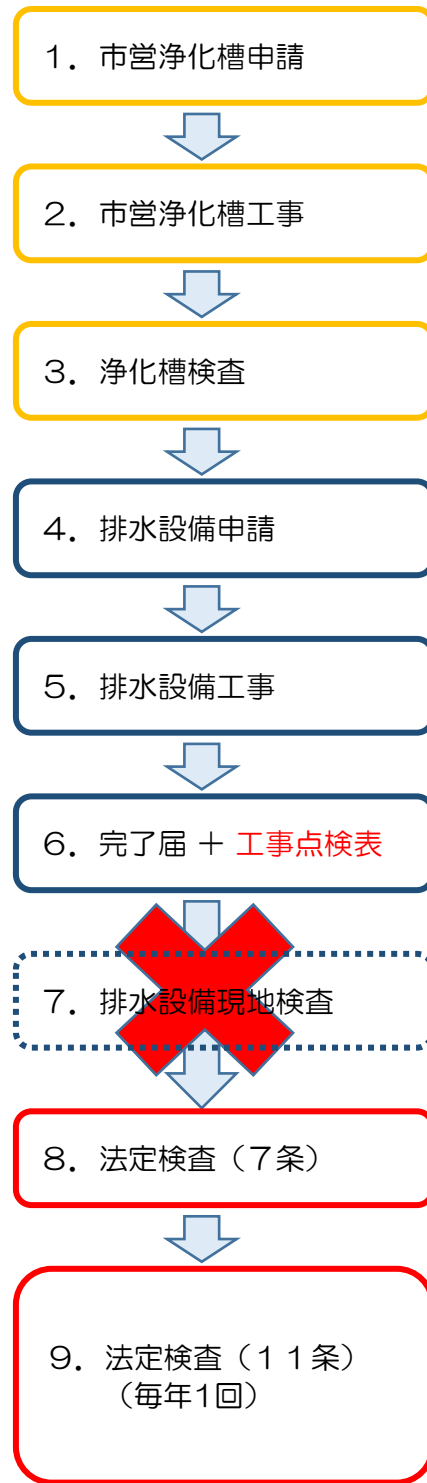 １．市営浄化槽申請
２．市営浄化槽工事
３．浄化槽検査
４．排水設備申請
５．排水設備工事
６．完了届 ＋ 工事点検表
７．排水設備現地検査
８．法定検査（７条）
９．法定検査（１１条）
（毎年1回）